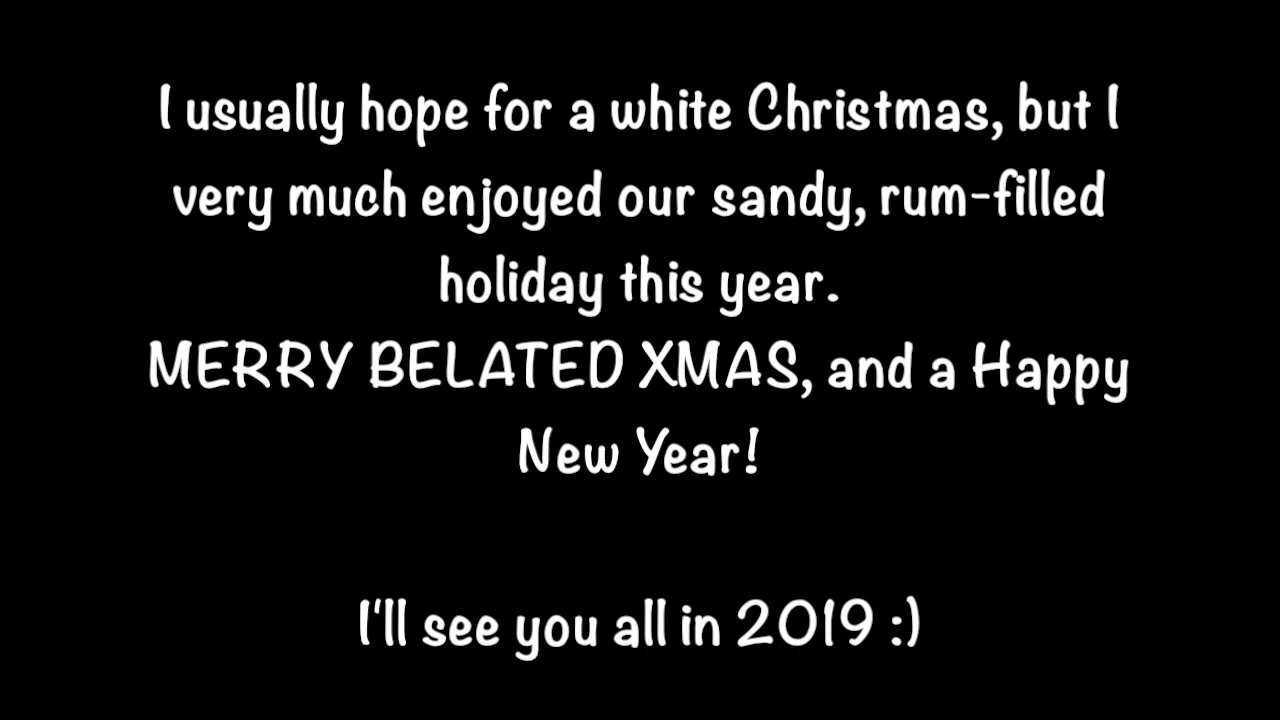 I usually hope for a white Christmas, but I
very much enjoyed our sandy, rum-filled
holiday this year.
MERRY BELATED XMAS, and a Happy
New Year!
I'll see you all in 2019 :)